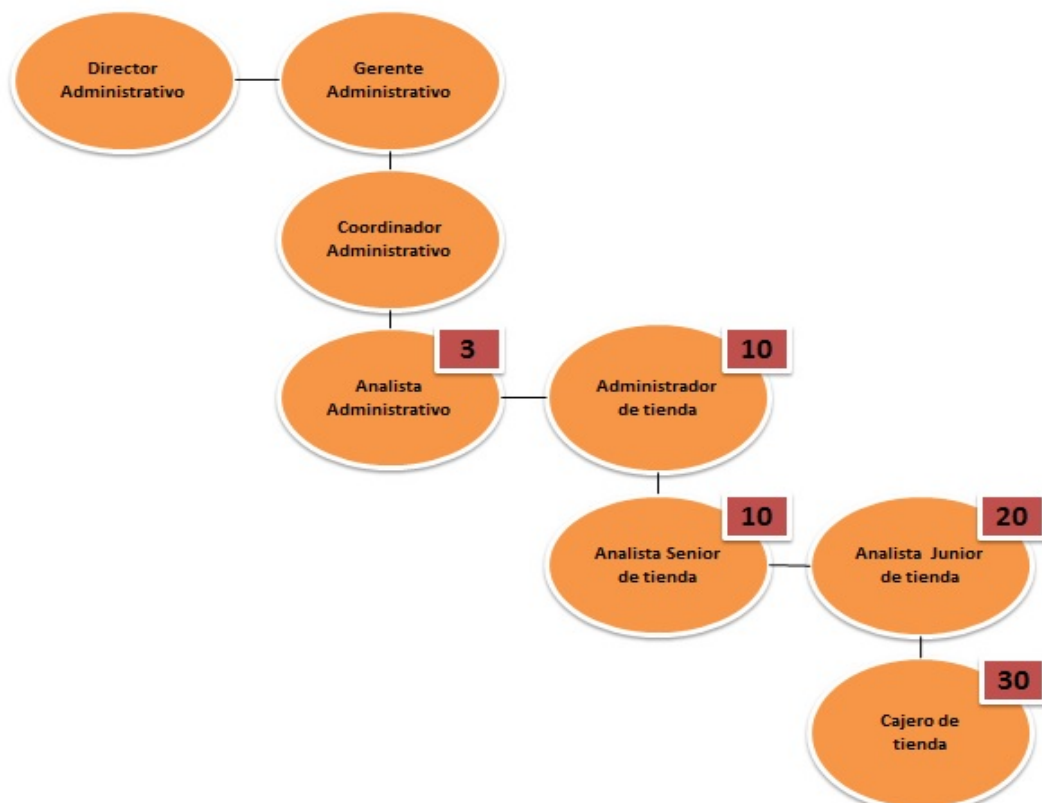 Director
Administrativo
Gerente
Administrativo
Coordinador
Administrativo
3
Analista
Administrativo
10
Administrador
de tienda
10
Analista Senior
de tienda
20
Analista Junior
de tienda
30
Cajero de
tienda